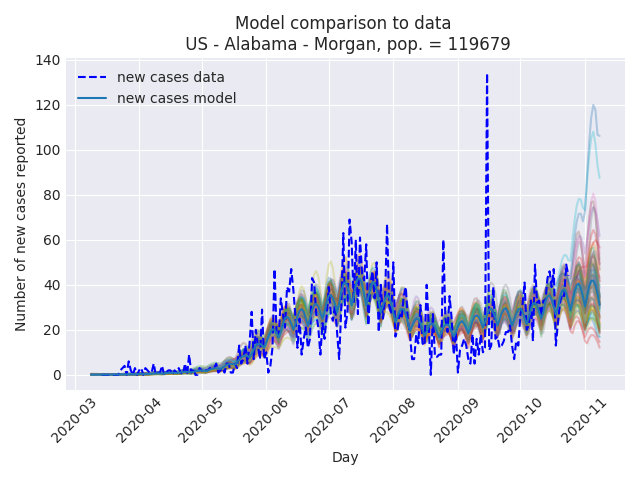 Model comparison to data
US - Alabama - Morgan, pop. = 119679
new cases data
new cases model
Number of new cases reported
140
120
100
80
60
40
20
0
2020-03
2020-04
2020-05
2020-06
2020-07
2020-08
2020-09
2020-10
2020-11
Day